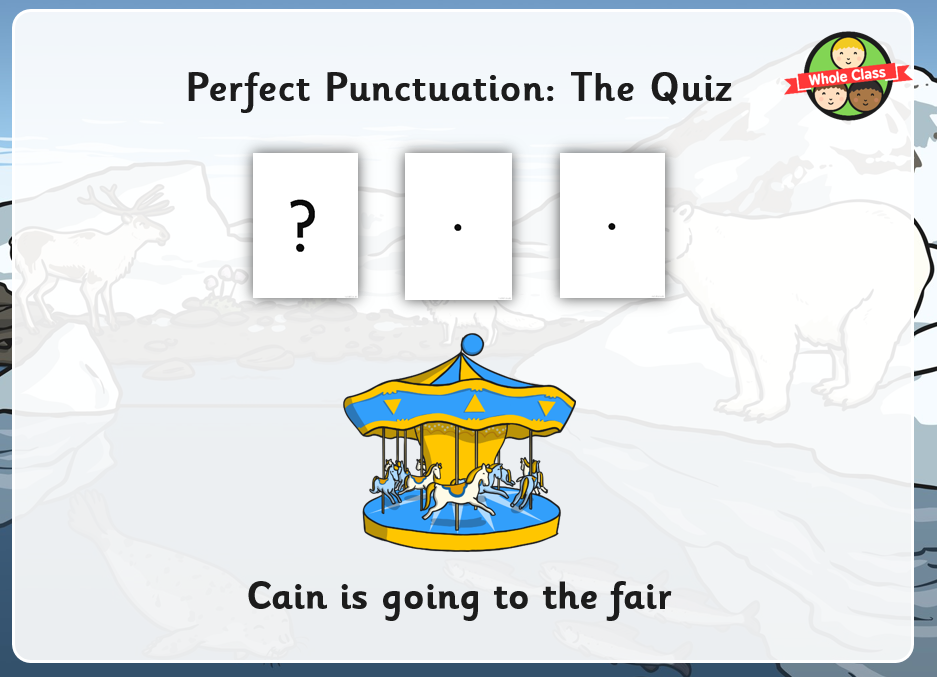 Perfect Punctuation: The Quiz
Whole Class
? . .
Cain is going to the fair